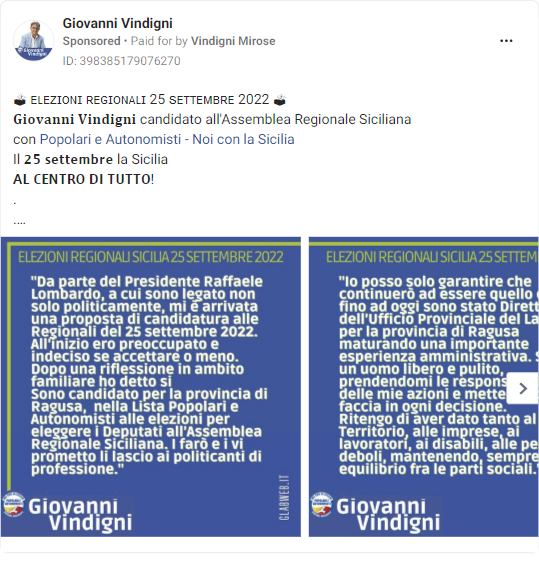 Giovanni Vindigni
Sponsored • Paid for by Vindigni Mirose
ID: 398385179076270
🗳 ELEZIONI REGIONALI 25 SETTEMBRE 2022 🗳
Giovanni Vindigni candidato all'Assemblea Regionale Siciliana
con Popolari e Autonomisti - Noi con la Sicilia
Il 25 settembre la Sicilia
AL CENTRO DI TUTTO!
.
....
ELEZIONI REGIONALI SICILIA 25 SETTEMBRE 2022
"Da parte del Presidente Raffaele
Lombardo, a cui sono legato non
solo politicamente, mi è arrivata
una proposta di candidatura alle
Regionali del 25 settembre 2022.
All'inizio ero preoccupato e
indeciso se accettare o meno.
Dopo una riflessione in ambito
familiare ho detto si
Sono candidato per la provincia di
Ragusa, nella Lista Popolari e
Autonomisti alle elezioni per
eleggere i Deputati all'Assemblea
Regionale Siciliana. I farò e i vi
prometto li lascio ai politicanti di
professione."
GLABWEB.IT
Giovanni
Vindigni
ELEZIONI REGIONALI SICILIA 25 SETTEM
"Io posso solo garantire che
continuerò ad essere quello
fino ad oggi sono stato Dirett
dell'Ufficio Provinciale del La
per la provincia di Ragusa
maturando una importante
esperienza amministrativa. S
un uomo libero e pulito,
prendendomi le respons
delle mie azioni e mette
faccia in ogni decisione.
Ritengo di aver dato tanto al
Territorio, alle imprese, ai
lavoratori, ai disabili, alle pe
deboli, mantenendo, sempre
equilibrio fra le parti sociali."
Giovanni
Vindigni